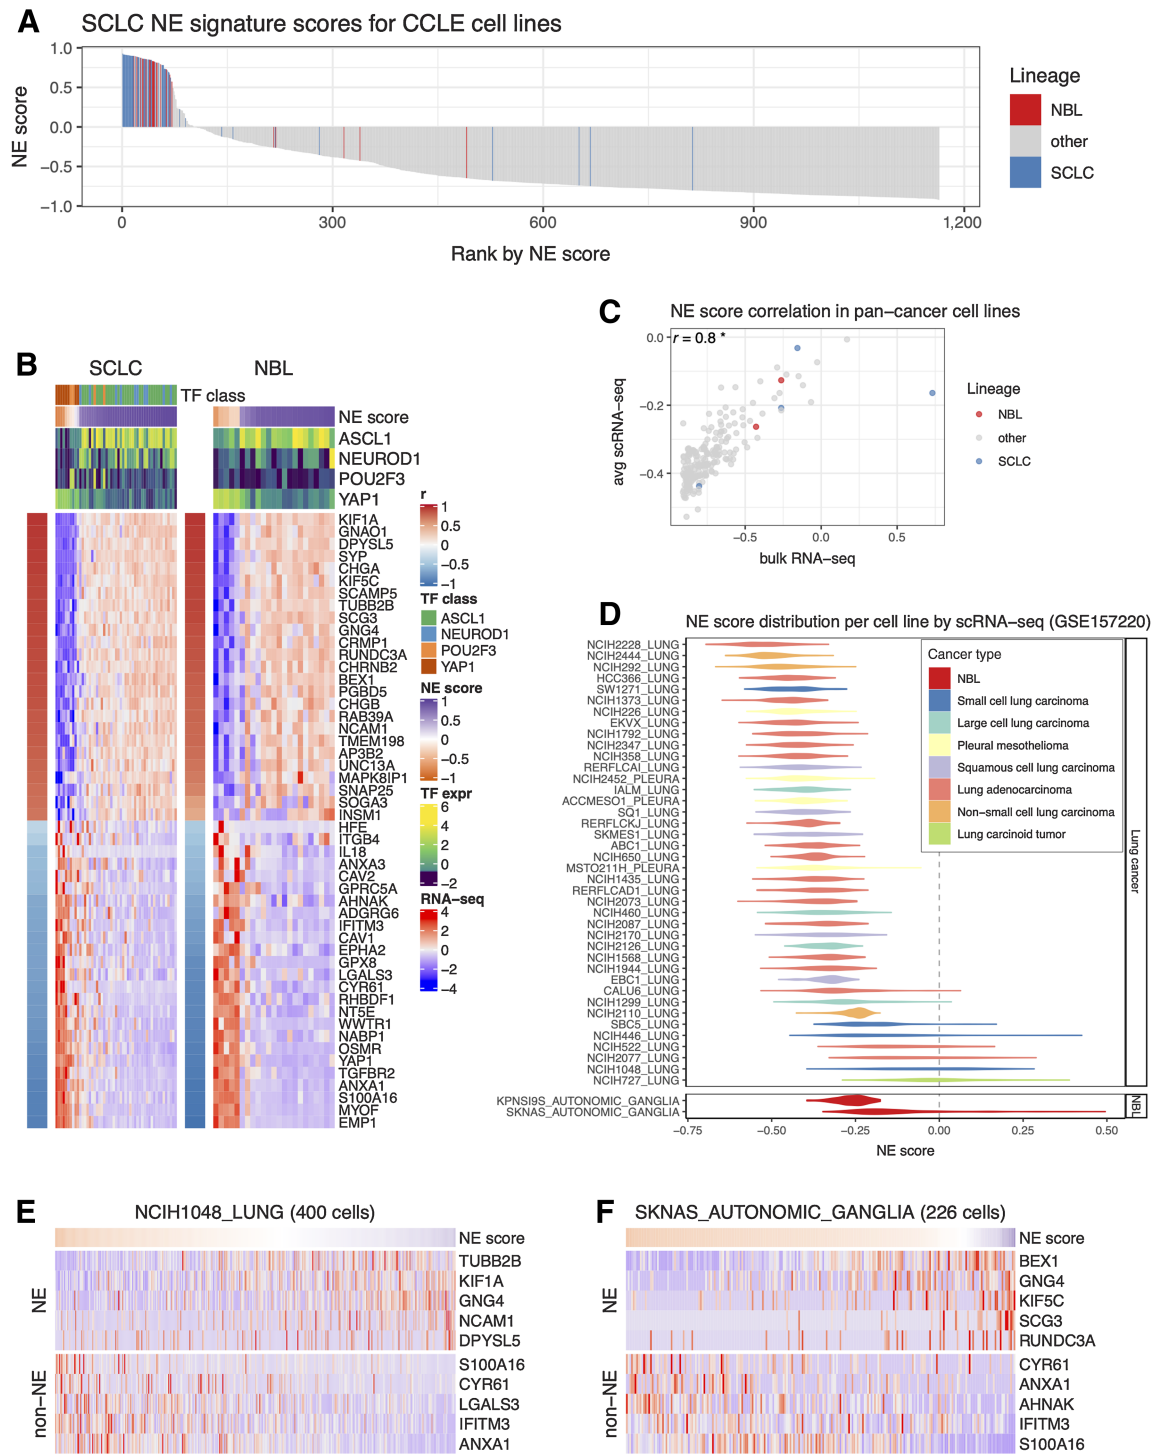 A
SCLC NE signature scores for CCLE cell lines
1.0
0.5
0.0
−0.5
−1.0
NE score
0
300
600
900
1,200
Rank by NE score
Lineage
NBL
other
SCLC
B
SCLC
NBL
TF class
NE score
ASCL1
NEUROD1
POU2F3
YAP1
KIF1A
GNAO1
DPYSL5
SYP
CHGA
KIF5C
SCAMP5
TUBB2B
SCG3
GNG4
CRMP1
RUNDC3A
CHRNB2
BEX1
PGBD5
CHGB
RAB39A
NCAM1
TMEM198
AP3B2
UNC13A
MAPK8IP1
SNAP25
SOGA3
INSM1
HFE
ITGB4
IL18
ANXA3
CAV2
GPRC5A
AHNAK
ADGRG6
IFITM3
CAV1
EPHA2
GPX8
LGALS3
CYR61
RHBDF1
NT5E
WWTR1
NABP1
OSMR
YAP1
TGFBR2
ANXA1
S100A16
MYOF
EMP1
r
1
0.5
0
−0.5
−1
TF class
ASCL1
NEUROD1
POU2F3
YAP1
NE score
1
0.5
0
−0.5
−1
TF expr
6
4
2
0
−2
RNA−seq
4
2
0
−2
−4
C
NE score correlation in pan−cancer cell lines
r = 0.8 *
0.0
−0.2
−0.4
avg scRNA−seq
−0.5
0.0
0.5
bulk RNA−seq
Lineage
NBL
other
SCLC
D
NE score distribution per cell line by scRNA−seq (GSE157220)
NCIH2228_LUNG
NCIH2444_LUNG
NCIH292_LUNG
HCC366_LUNG
SW1271_LUNG
NCIH1373_LUNG
NCIH226_LUNG
EKVX_LUNG
NCIH1792_LUNG
NCIH2347_LUNG
NCIH358_LUNG
RERFLCAI_LUNG
NCIH2452_PLEURA
IALM_LUNG
ACCMESO1_PLEURA
SQ1_LUNG
RERFLCKJ_LUNG
SKMES1_LUNG
ABC1_LUNG
NCIH650_LUNG
MSTO211H_PLEURA
NCIH1435_LUNG
RERFLCAD1_LUNG
NCIH2073_LUNG
NCIH460_LUNG
NCIH2087_LUNG
NCIH2170_LUNG
NCIH2126_LUNG
NCIH1568_LUNG
NCIH1944_LUNG
EBC1_LUNG
CALU6_LUNG
NCIH1299_LUNG
NCIH2110_LUNG
SBC5_LUNG
NCIH446_LUNG
NCIH522_LUNG
NCIH2077_LUNG
NCIH1048_LUNG
NCIH727_LUNG
KPNSI9S_AUTONOMIC_GANGLIA
SKNAS_AUTONOMIC_GANGLIA
Cancer type
NBL
Small cell lung carcinoma
Large cell lung carcinoma
Pleural mesothelioma
Squamous cell lung carcinoma
Lung adenocarcinoma
Non−small cell lung carcinoma
Lung carcinoid tumor
Lung cancer
NBL
−0.75
−0.50
−0.25
0.00
0.25
0.50
NE score
E
NCIH1048_LUNG (400 cells)
NE score
NE
TUBB2B
KIF1A
GNG4
NCAM1
DPYSL5
non−NE
S100A16
CYR61
LGALS3
IFITM3
ANXA1
F
SKNAS_AUTONOMIC_GANGLIA (226 cells)
NE score
NE
BEX1
GNG4
KIF5C
SCG3
RUNDC3A
non−NE
CYR61
ANXA1
AHNAK
IFITM3
S100A16